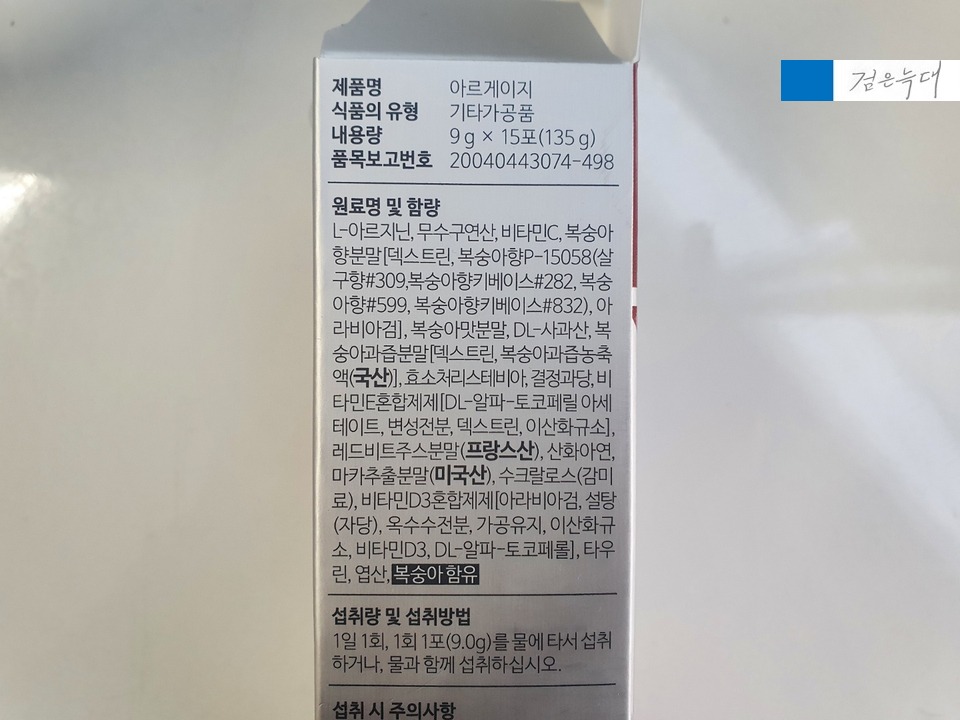 검은늑대
제품명 아르게이지
식품의 유형 기타가공품
내용량 9g × 15포(135g)
품목보고번호 20040443074-498
원료명 및 함량
L-아르지닌, 무수구연산, 비타민C, 복숭아
향분말[덱스트린, 복숭아향P-15058(살
구향#309,복숭아향키베이스#282, 복숭
아향#599, 복숭아향키베이스#832), 아
라비아검], 복숭아맛분말, DL-사과산, 복
숭아과즙분말[덱스트린, 복숭아과즙농축
액(국산)], 효소처리스테비아, 결정과당, 비
타민E혼합제제[DL-알파-토코페릴 아세
테이트, 변성전분, 덱스트린, 이산화규소],
레드비트주스분말(프랑스산), 산화아연,
마카추출분말(미국산), 수크랄로스(감미
료), 비타민D3혼합제제[아라비아검, 설탕
(자당), 옥수수전분, 가공유지, 이산화규
소, 비타민D3, DL-알파-토코페롤], 타우
린, 엽산, 복숭아 함유
섭취량 및 섭취방법
1일 1회, 1회 1포(9.0g)를 물에 타서 섭취
하거나, 물과 함께 섭취하십시오.
섭취 시 주의사항